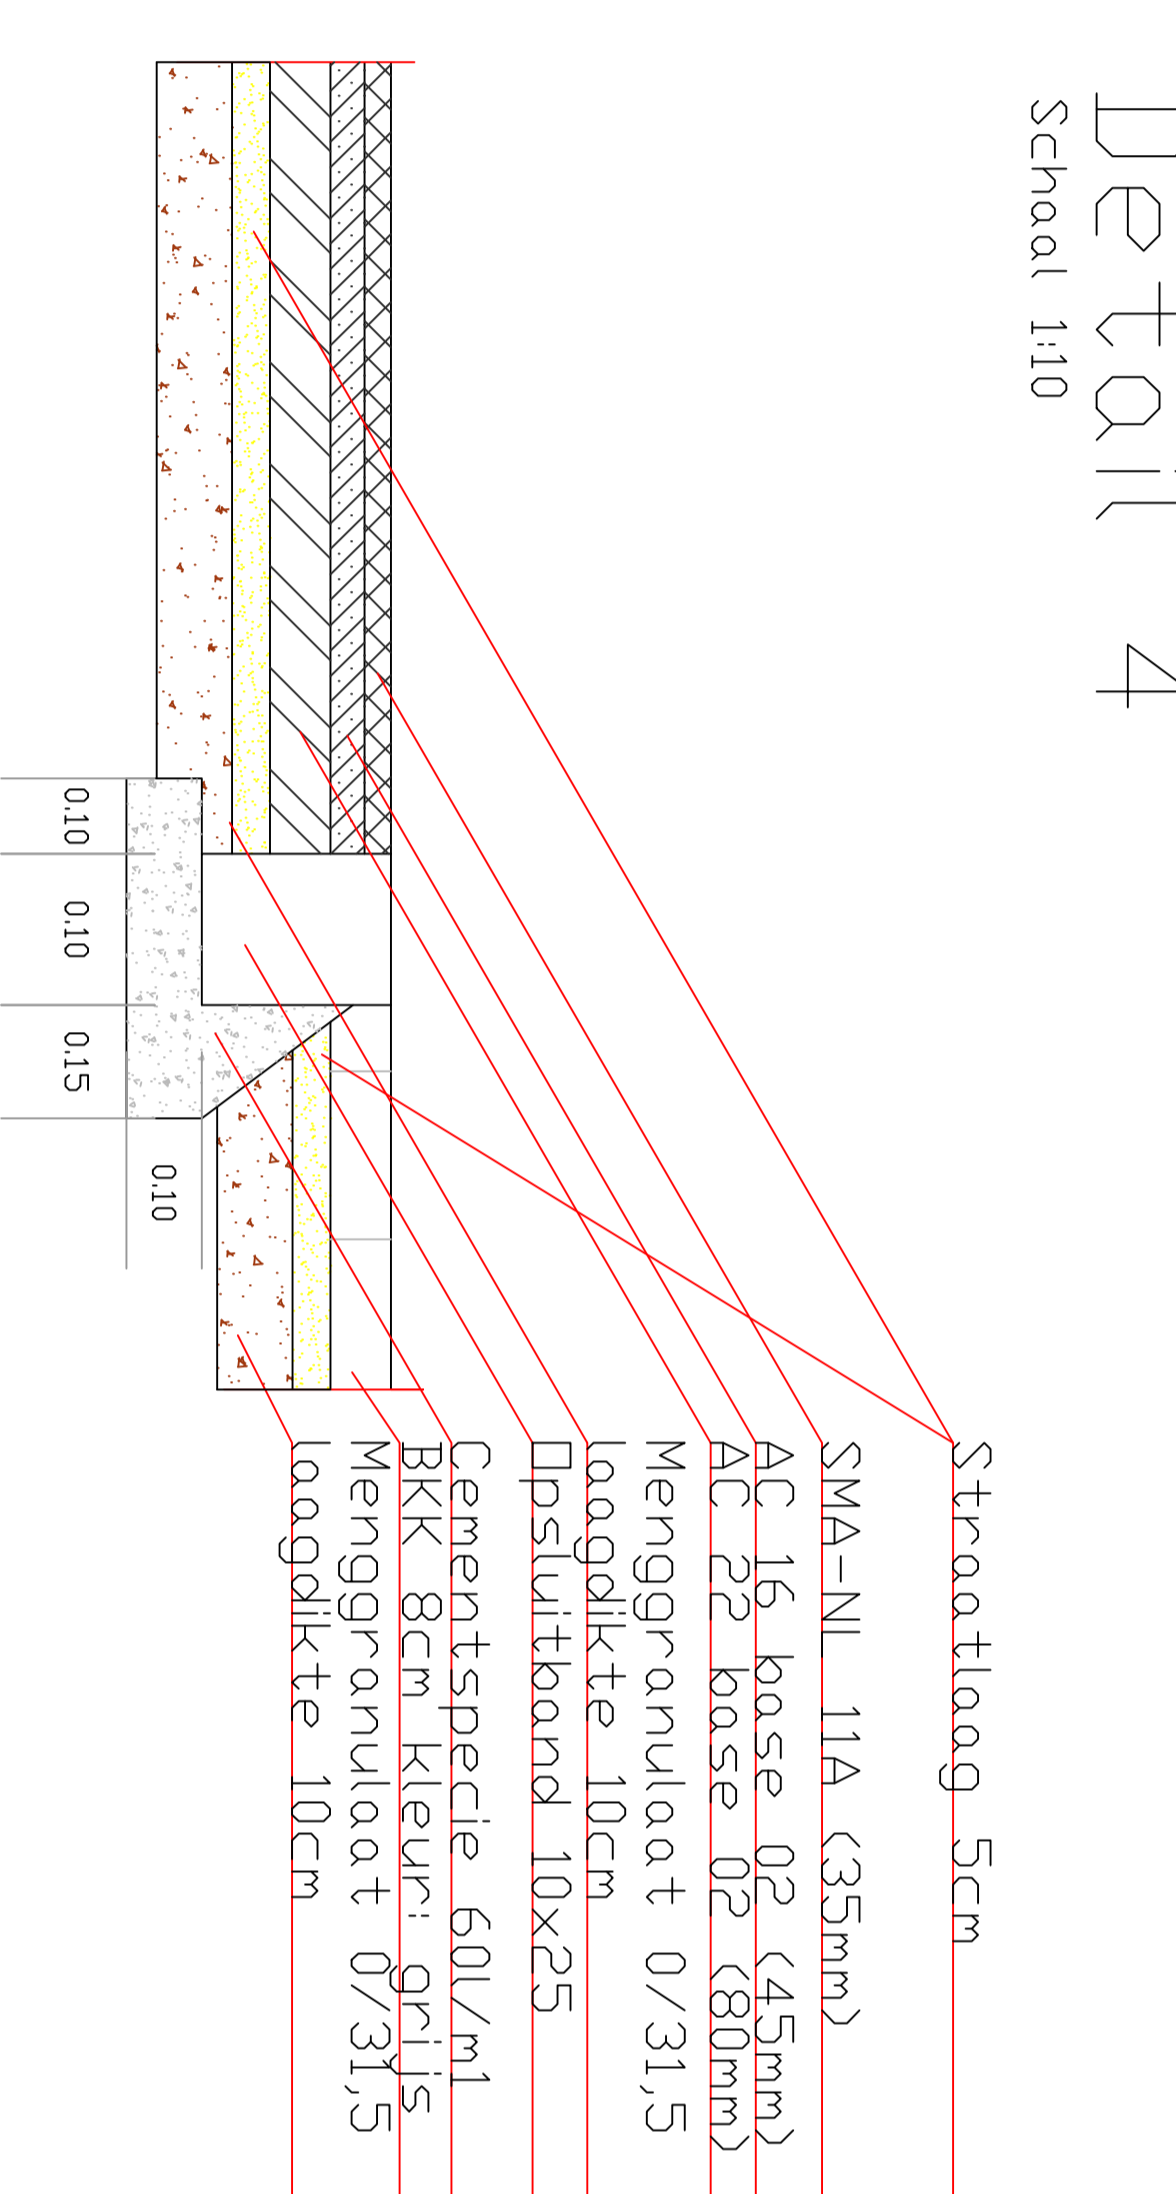 Detail 4
Schaal 1:10
Straatlaag 5cm
SMA-NL 11A (35mm)
AC 16 base 02 (45mm)
AC 22 base 02 (80mm)
Menggranulaat 0/31,5
laagdikte 10cm
Opsluitband 10x25
Cementspecie 60l/m1
BKK 8cm kleur: grijs
Menggranulaat 0/31,5
laagdikte 10cm
0.10
0.10
0.10
0.15